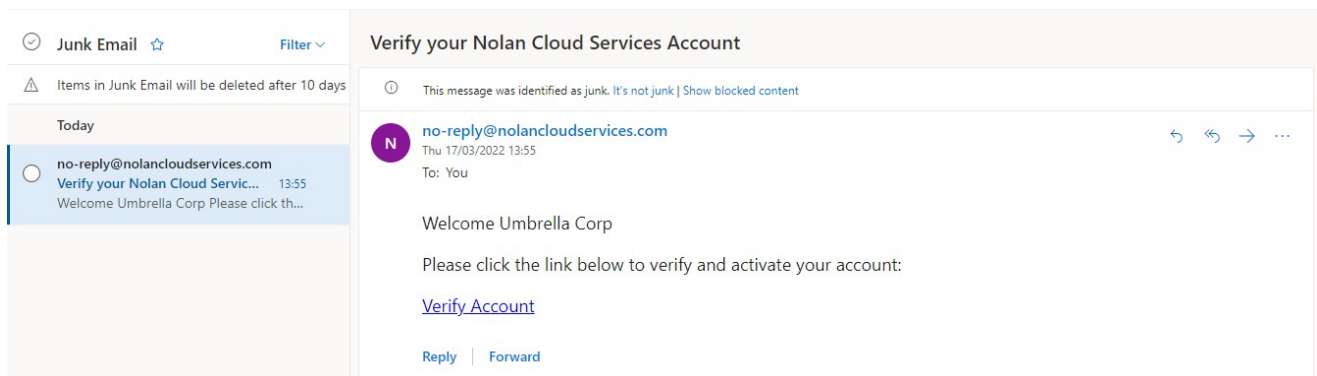 Junk Email
Filter
Items in Junk Email will be deleted after 10 days
Today
no-reply@nolancloudservices.com
Verify your Nolan Cloud Servic... 13:55
Welcome Umbrella Corp Please click th...
Verify your Nolan Cloud Services Account
This message was identified as junk. It's not junk | Show blocked content
N
no-reply@nolancloudservices.com
Thu 17/03/2022 13:55
To: You
Welcome Umbrella Corp
Please click the link below to verify and activate your account:
Verify Account
Reply | Forward